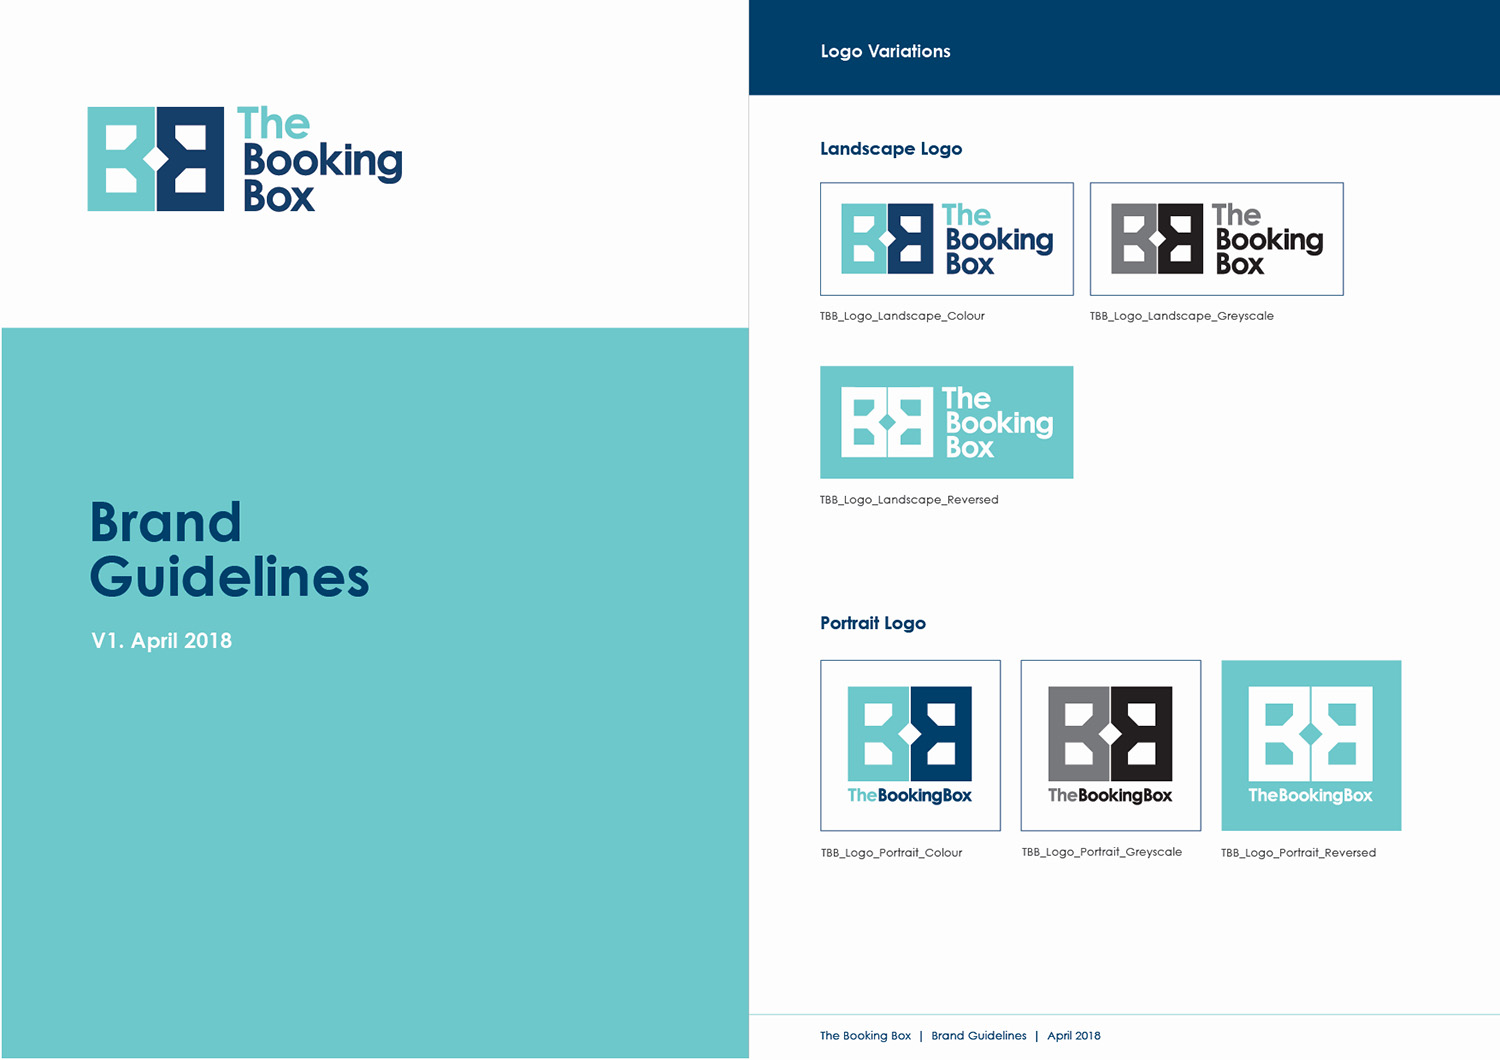 The
Booking
Box
Brand
Guidelines
V1. April 2018
Logo Variations
Landscape Logo
The
Booking
Box
TBB_Logo_Landscape_Colour
The
Booking
Box
TBB_Logo_Landscape_Greyscale
The
Booking
Box
TBB_Logo_Landscape_Reversed
Portrait Logo
TheBookingBox
TBB_Logo_Portrait_Colour
TheBookingBox
TBB_Logo_Portrait_Greyscale
TheBookingBox
TBB_Logo_Portrait_Reversed
The Booking Box | Brand Guidelines | April 2018